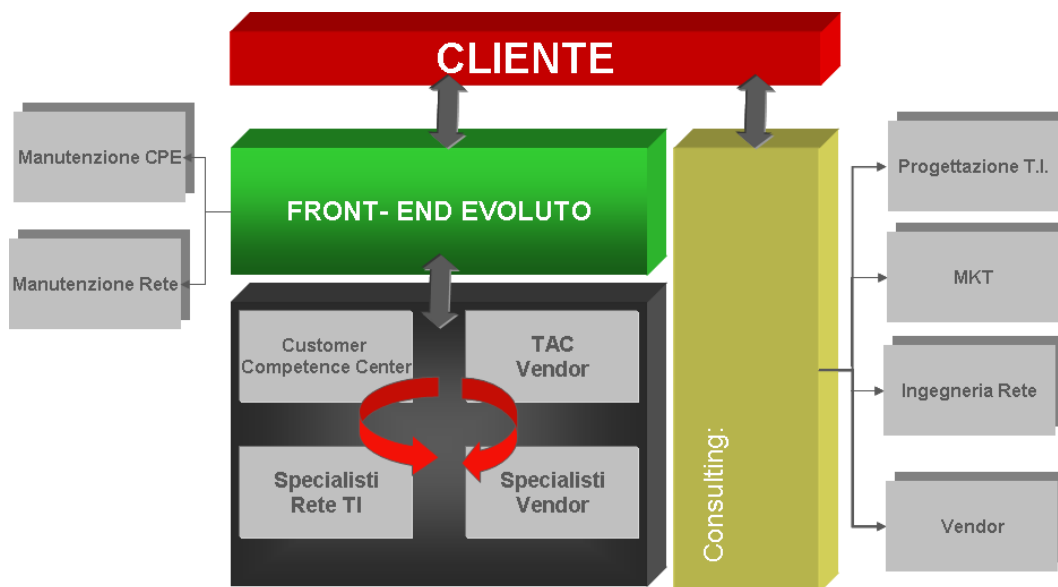 CLIENTE
Manutenzione CPE
Manutenzione Rete
FRONT- END EVOLUTO
Customer
Competence Center
TAC
Vendor
Specialisti
Rete TI
Specialisti
Vendor
Consulting:
Progettazione T.I.
MKT
Ingegneria Rete
Vendor